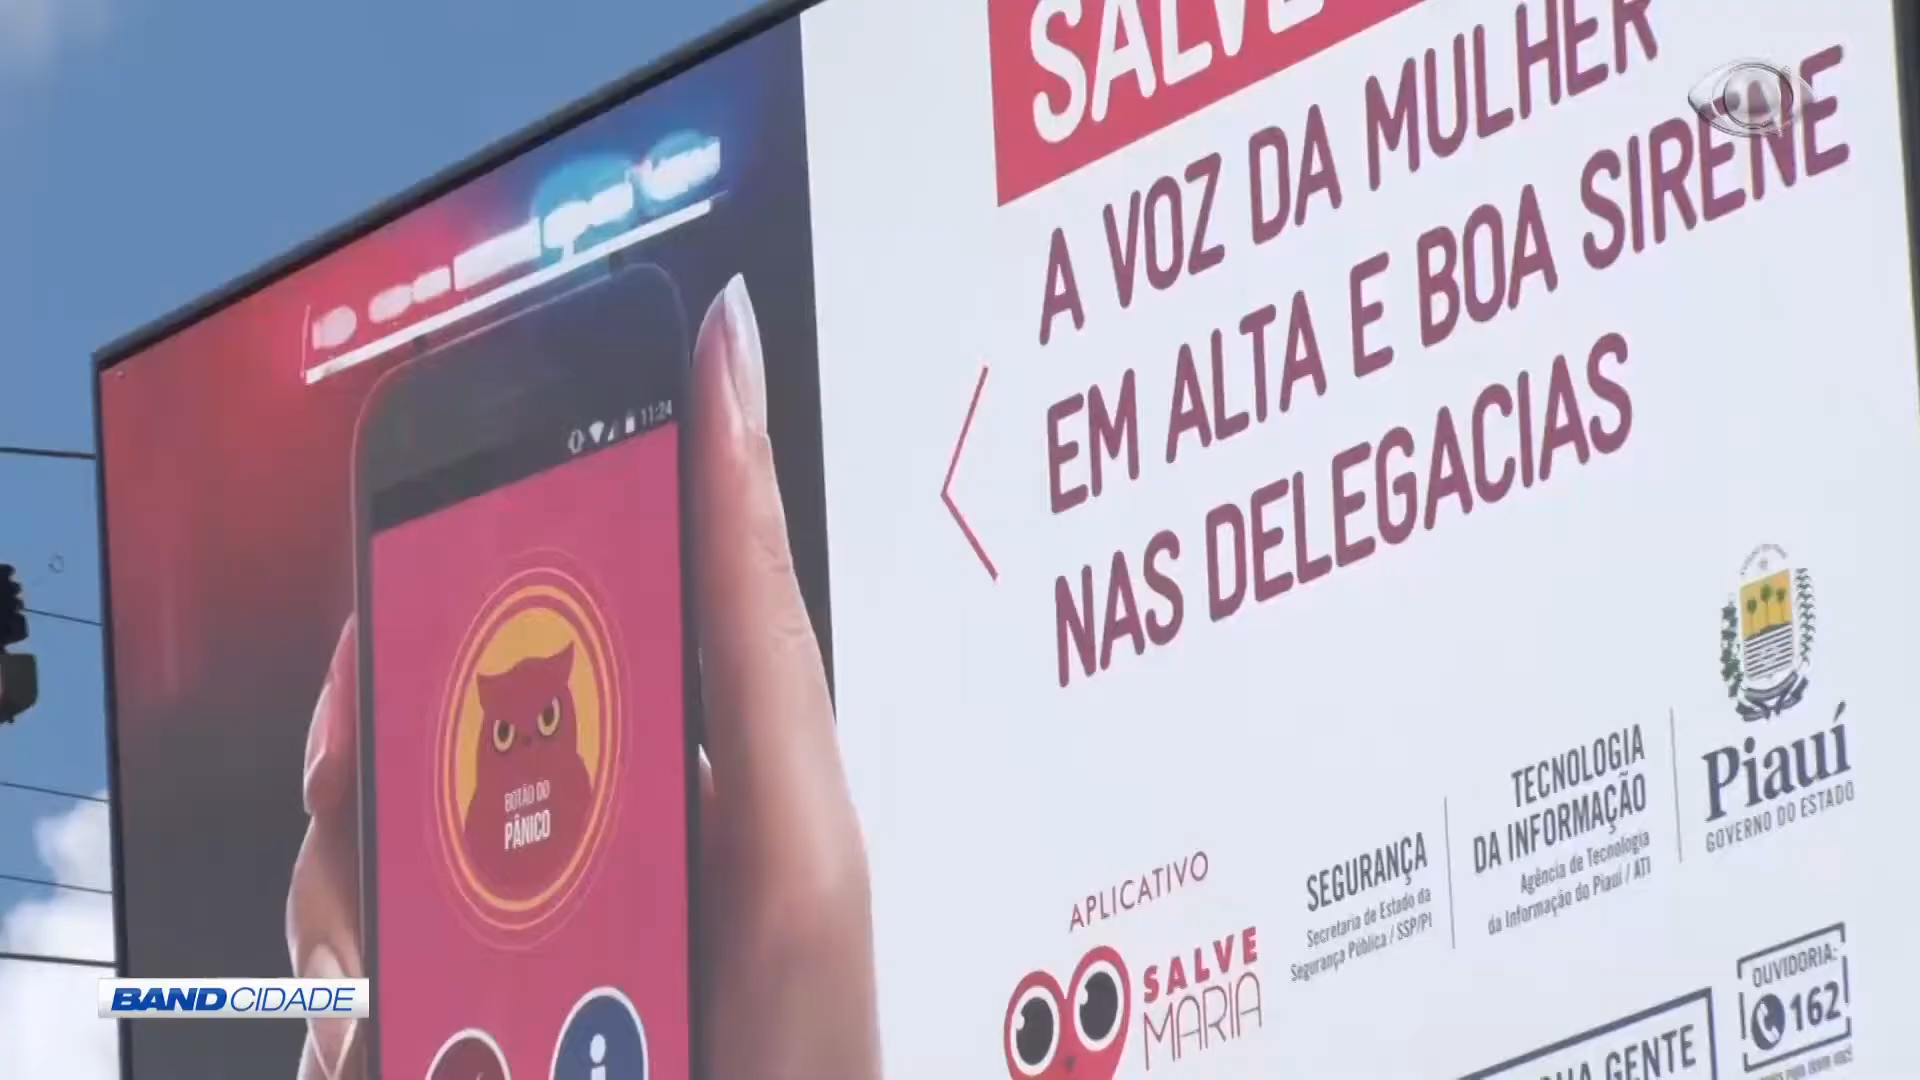 SALVE
A VOZ DA MULHER
EM ALTA E BOA SIRENE
NAS DELEGACIAS
11:24
BOTÃO DO
PÂNICO
APLICATIVO
SALVE
MARIA
SEGURANÇA
Secretaria de Estado da
Segurança Pública / SSP/PI
TECNOLOGIA
DA INFORMAÇÃO
Agência de Tecnologia
da Informação do Piauí / ATI
Piauí
GOVERNO DO ESTADO
OUVIDORIA:
162
GENTE
BAND CIDADE